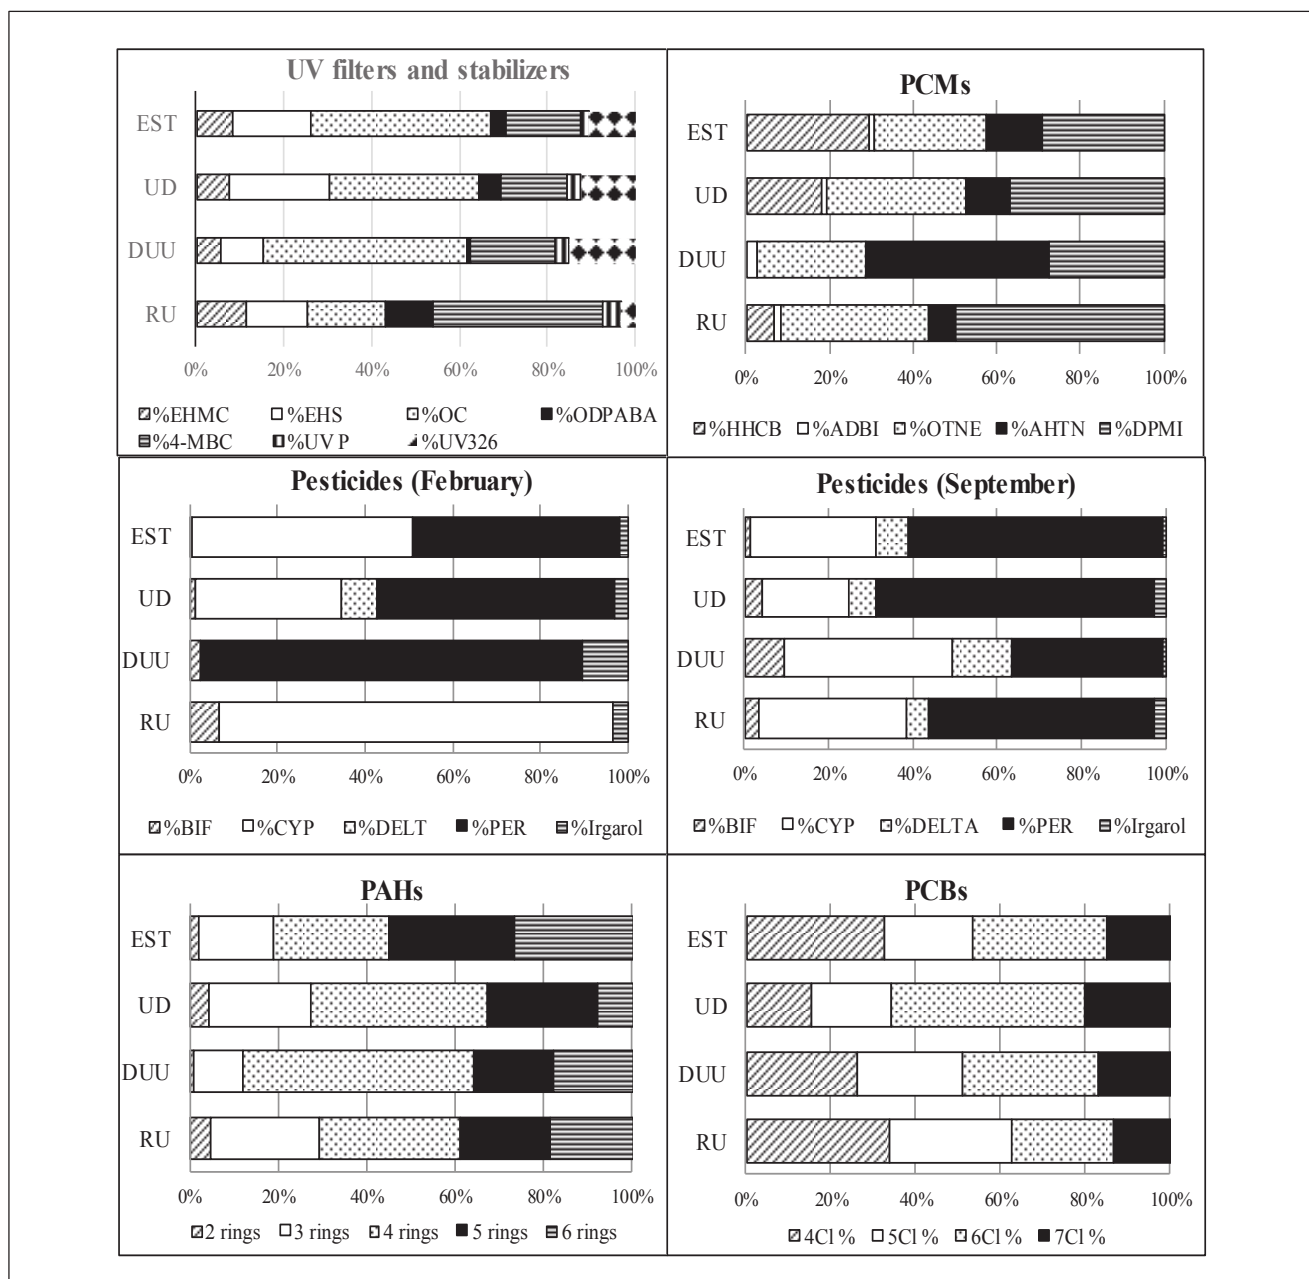 UV filters and stabilizers
EST
UD
DUU
RU
0% 20% 40% 60% 80% 100%
%EHMC %EHS %OC %ODPABA
%4-MBC %UV P %UV326
PCMs
EST
UD
DUU
RU
0% 20% 40% 60% 80% 100%
%HHCB %ADBI %OTNE %AHTN %DPMI
Pesticides (February)
EST
UD
DUU
RU
0% 20% 40% 60% 80% 100%
%BIF %CYP %DELT %PER %Irgarol
Pesticides (September)
EST
UD
DUU
RU
0% 20% 40% 60% 80% 100%
%BIF %CYP %DELTA %PER %Irgarol
PAHs
EST
UD
DUU
RU
0% 20% 40% 60% 80% 100%
2 rings 3 rings 4 rings 5 rings 6 rings
PCBs
EST
UD
DUU
RU
0% 20% 40% 60% 80% 100%
4Cl % 5Cl % 6Cl % 7Cl %